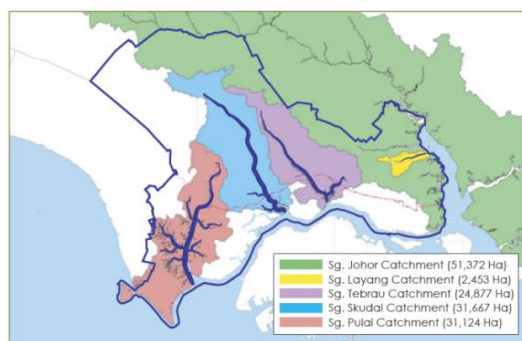 Sg. Johor Catchment (51,372 Ha)
Sg. Layang Catchment (2,453 Ha)
Sg. Tebrau Catchment (24,877 Ha)
Sg. Skudai Catchment (31,667 Ha)
Sg. Pulai Catchment (31,124 Ha)